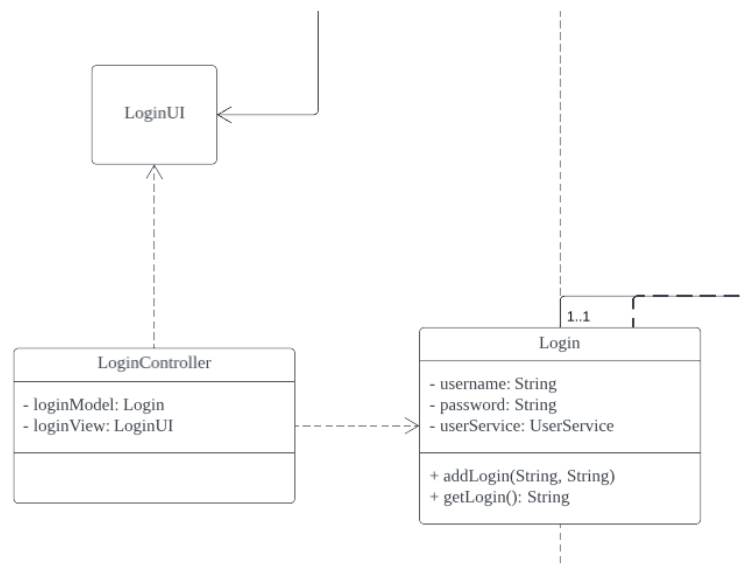 LoginUI
1..1
LoginController
- loginModel: Login
- loginView: LoginUI
Login
- username: String
- password: String
- userService: UserService
+ addLogin(String, String)
+ getLogin(): String